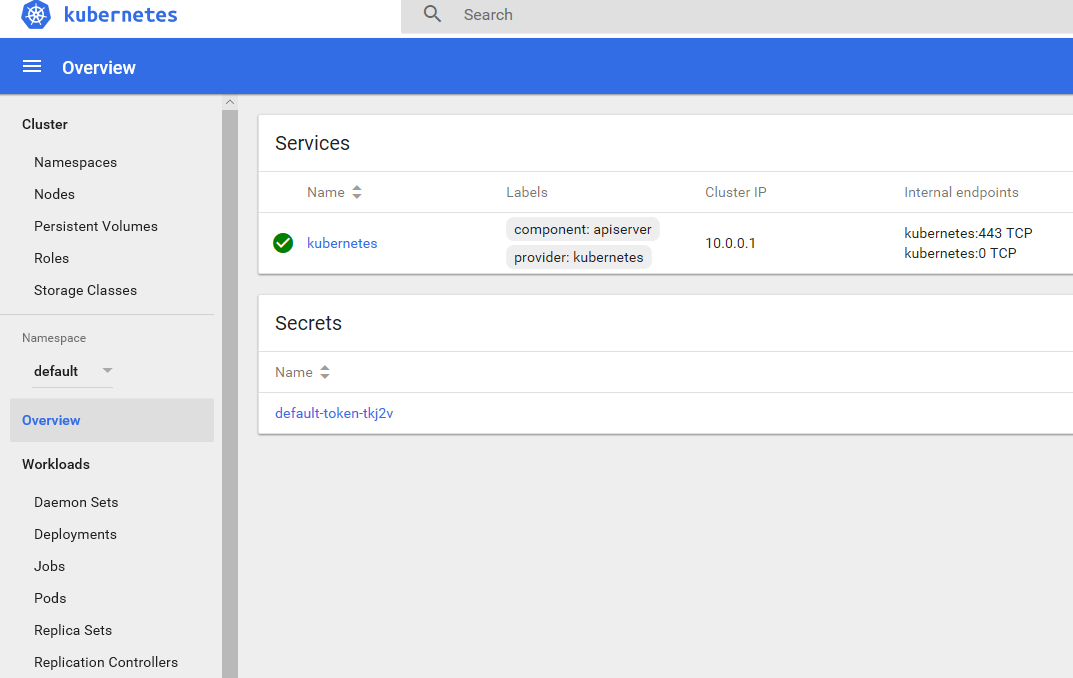 kubernetes
Search
Overview
Cluster
Namespaces
Nodes
Persistent Volumes
Roles
Storage Classes
Namespace
default
Overview
Workloads
Daemon Sets
Deployments
Jobs
Pods
Replica Sets
Replication Controllers
Services
Name Labels Cluster IP Internal endpoints
kubernetes component: apiserver 10.0.0.1 kubernetes:443 TCP
provider: kubernetes kubernetes:0 TCP
Secrets
Name
default-token-tkj2v